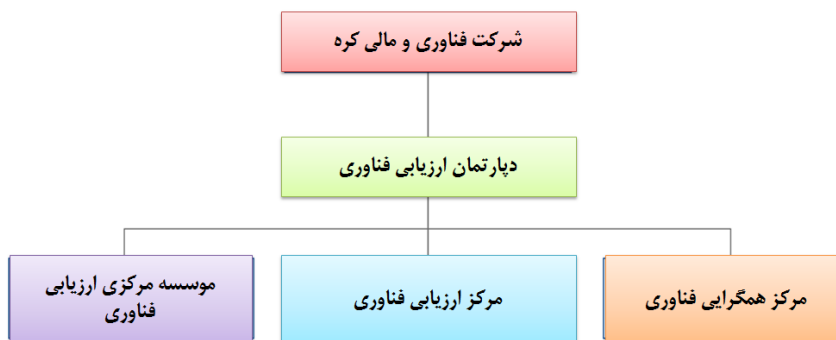 شرکت فناوری و مالی کره
دپارتمان ارزیابی فناوری
مرکز همگرایی فناوری
مرکز ارزیابی فناوری
موسسه مرکزی ارزیابی
فناوری